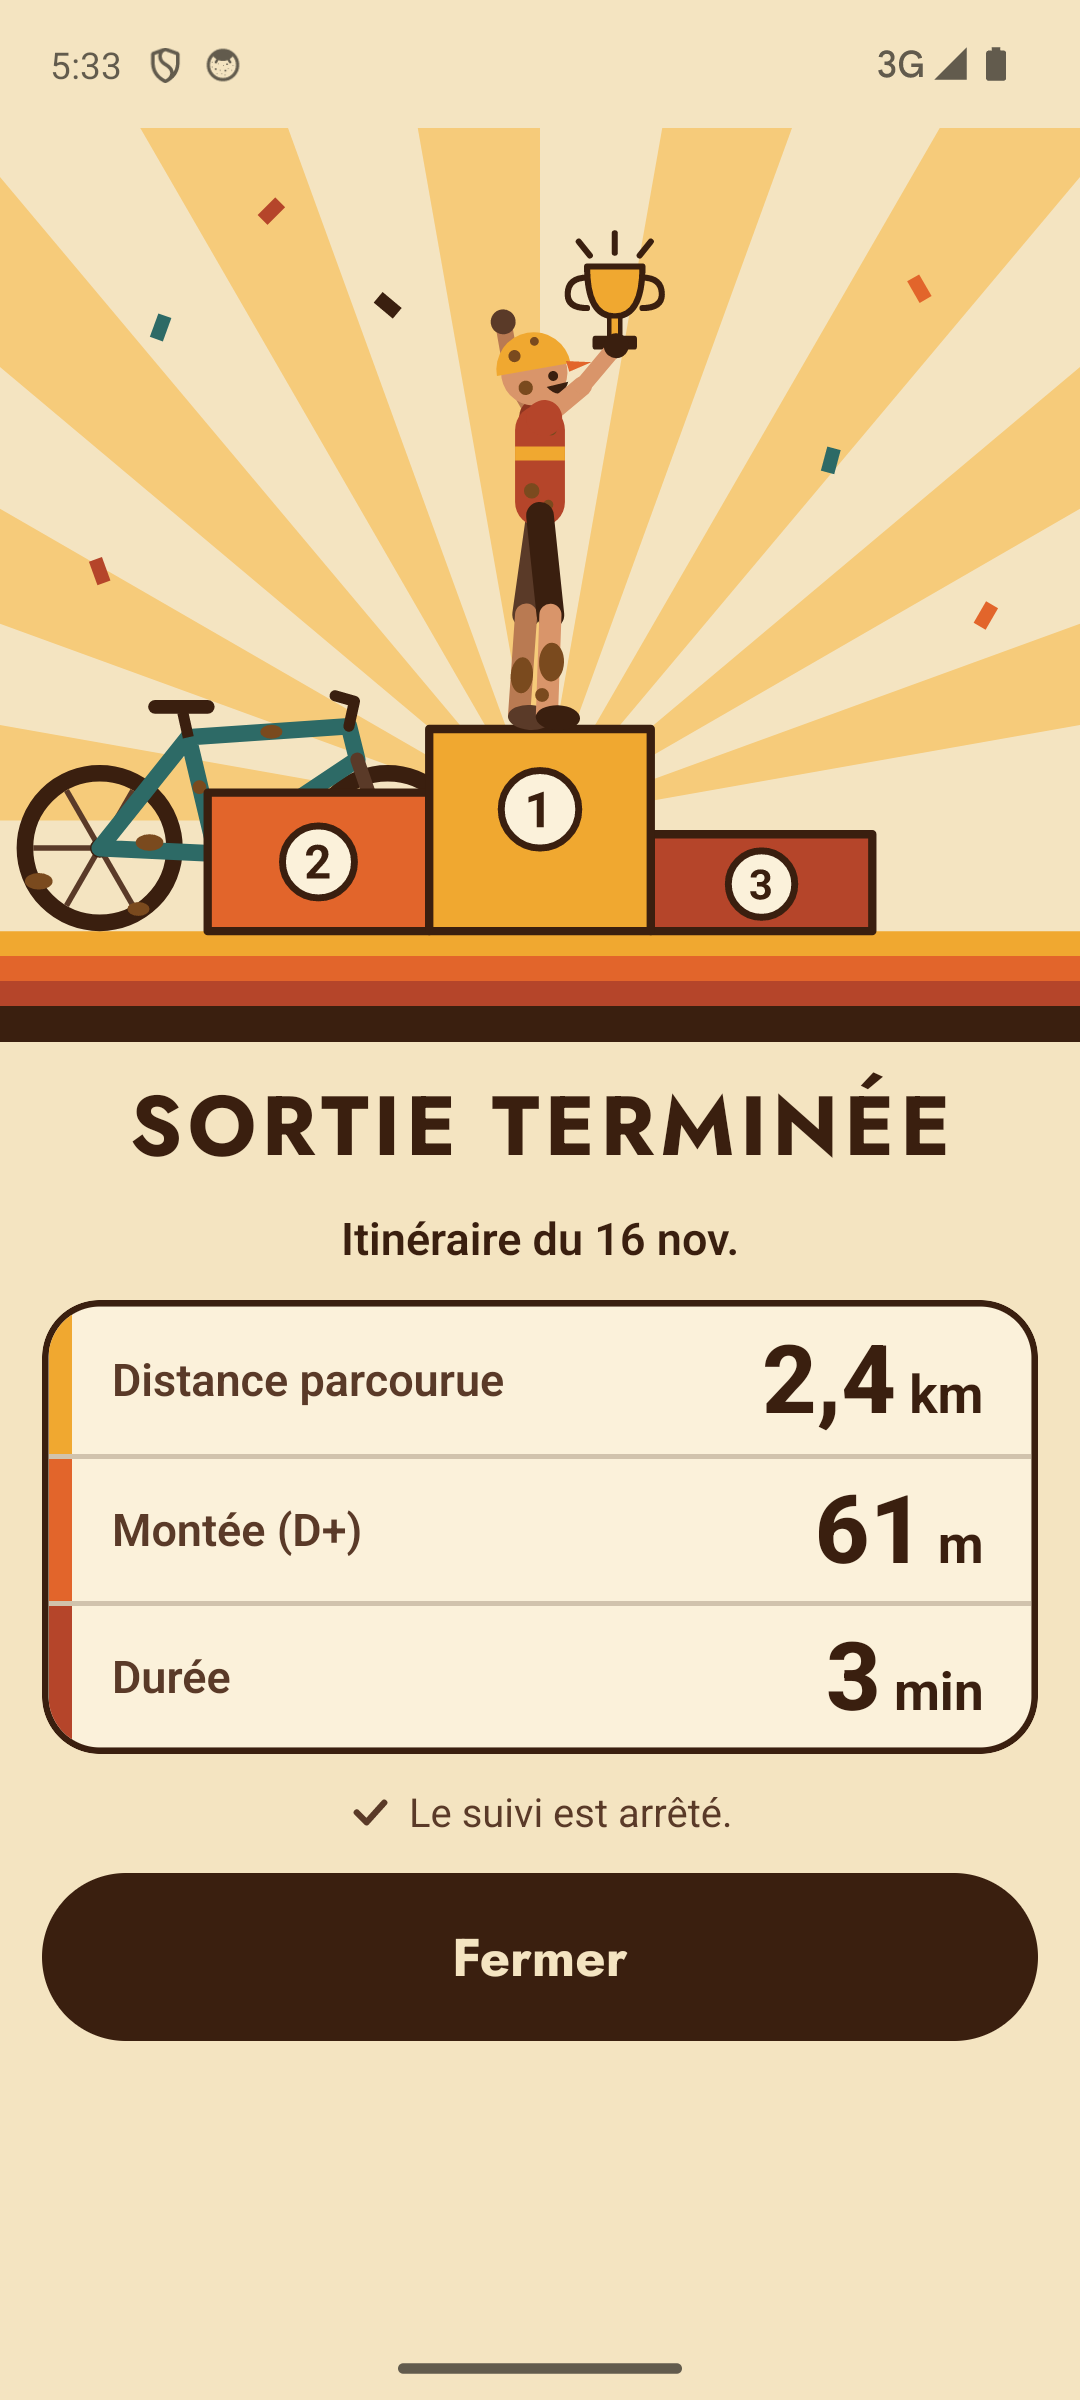 5:33
3G
1
2
3
SORTIE TERMINÉE
Itinéraire du 16 nov.
Distance parcourue 2,4 km
Montée (D+) 61 m
Durée 3 min
Le suivi est arrêté.
Fermer